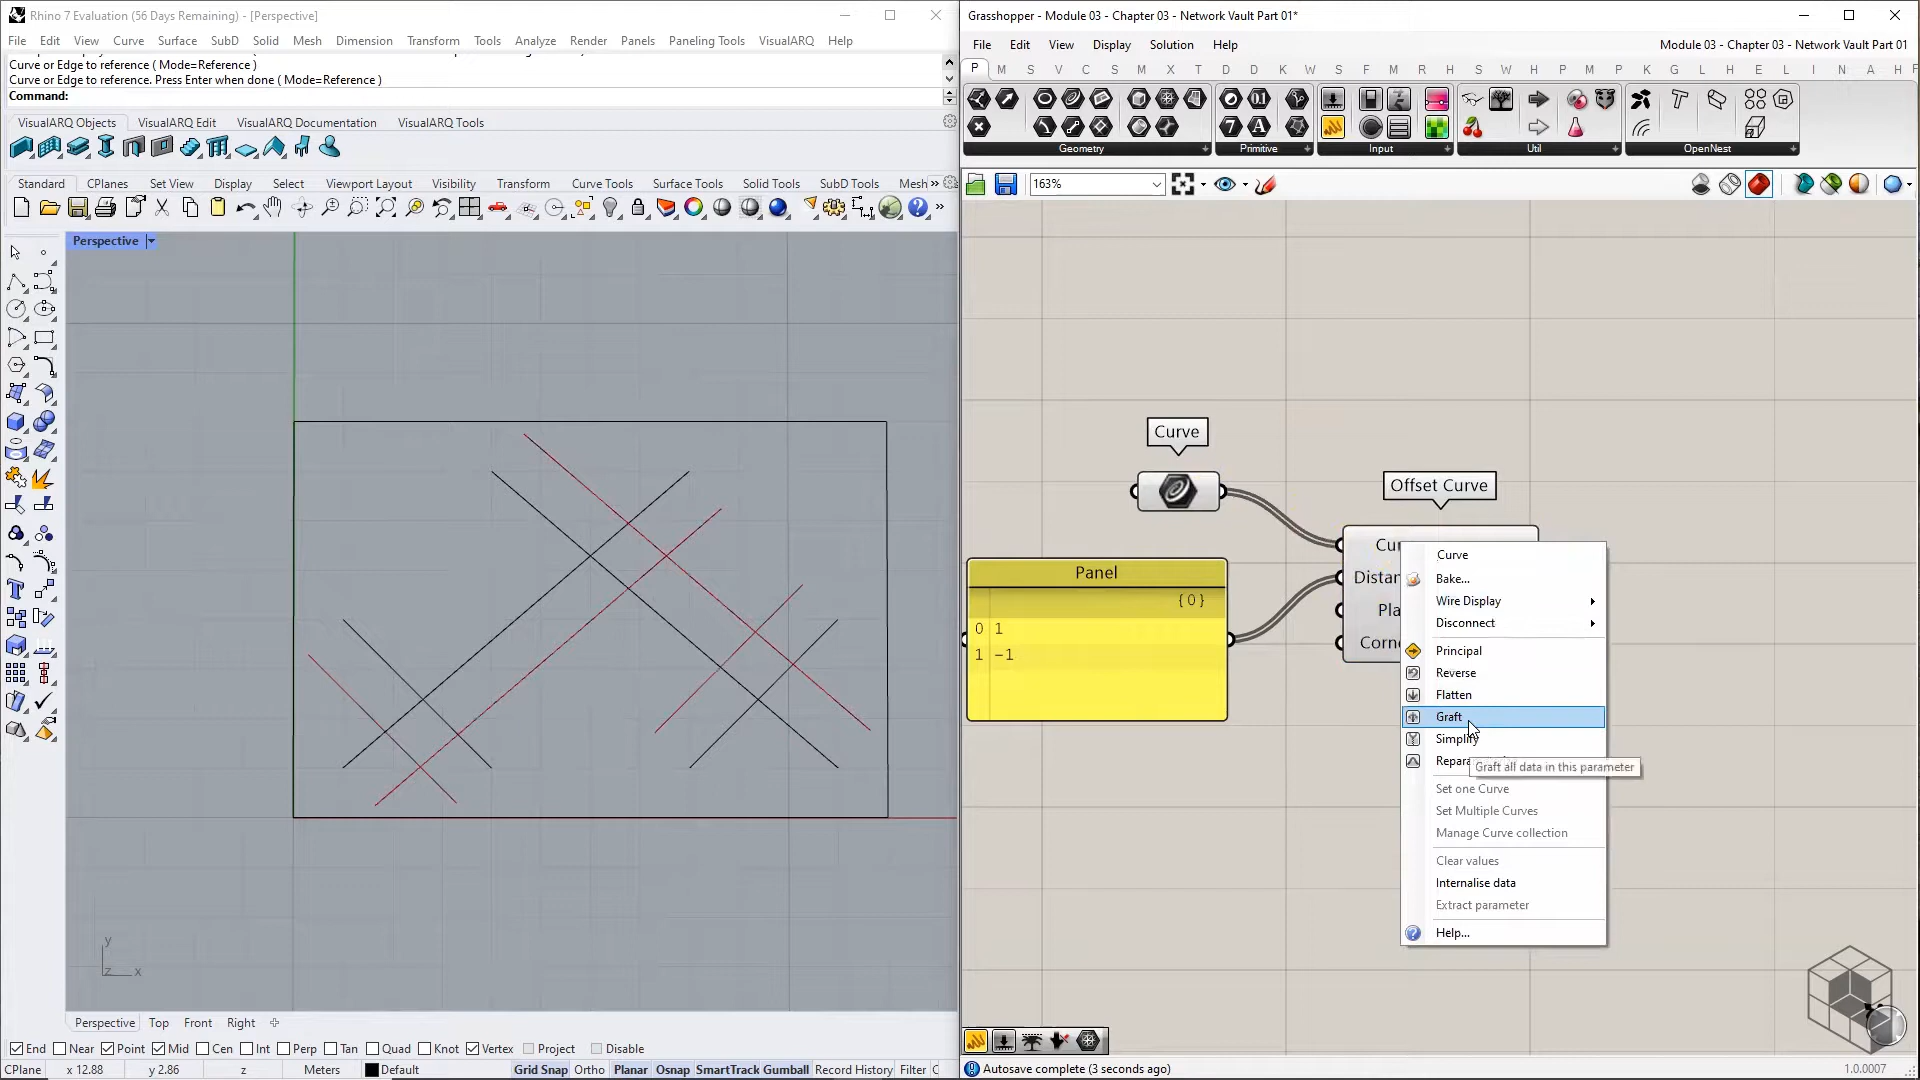 Rhino 7 Evaluation (56 Days Remaining) - [Perspective]
File Edit View Curve Surface SubD Solid Mesh Dimension Transform Tools Analyze Render Panels Paneling Tools VisualARQ Help
Curve or Edge to reference ( Mode=Reference )
Curve or Edge to reference. Press Enter when done ( Mode=Reference )
Command:
VisualARQ Objects VisualARQ Edit VisualARQ Documentation VisualARQ Tools
Standard CPlanes Set View Display Select Viewport Layout Visibility Transform Curve Tools Surface Tools Solid Tools SubD Tools Mesh »
Perspective
y
z x
Perspective Top Front Right
End Near Point Mid Cen Int Perp Tan Quad Knot Vertex Project Disable
CPlane x 12.88 y 2.86 z Meters Default Grid Snap Ortho Planar Osnap SmartTrack Gumball Record History Filter C
Grasshopper - Module 03 - Chapter 03 - Network Vault Part 01*
File Edit View Display Solution Help
Module 03 - Chapter 03 - Network Vault Part 01
P M S V C S M X T D D K W S F M R H S W H P M P K G L R H E L I N A H F
Geometry Primitive Input Util OpenNest
163%
Curve
Offset Curve
Panel
{0}
0 1
1 -1
Cur
Distan
Pla
Corne
Curve
Bake...
Wire Display
Disconnect
Principal
Reverse
Flatten
Graft
Simplify
Repara
Graft all data in this parameter
Set one Curve
Set Multiple Curves
Manage Curve collection
Clear values
Internalise data
Extract parameter
Help...
Autosave complete (3 seconds ago)
1.0.0007